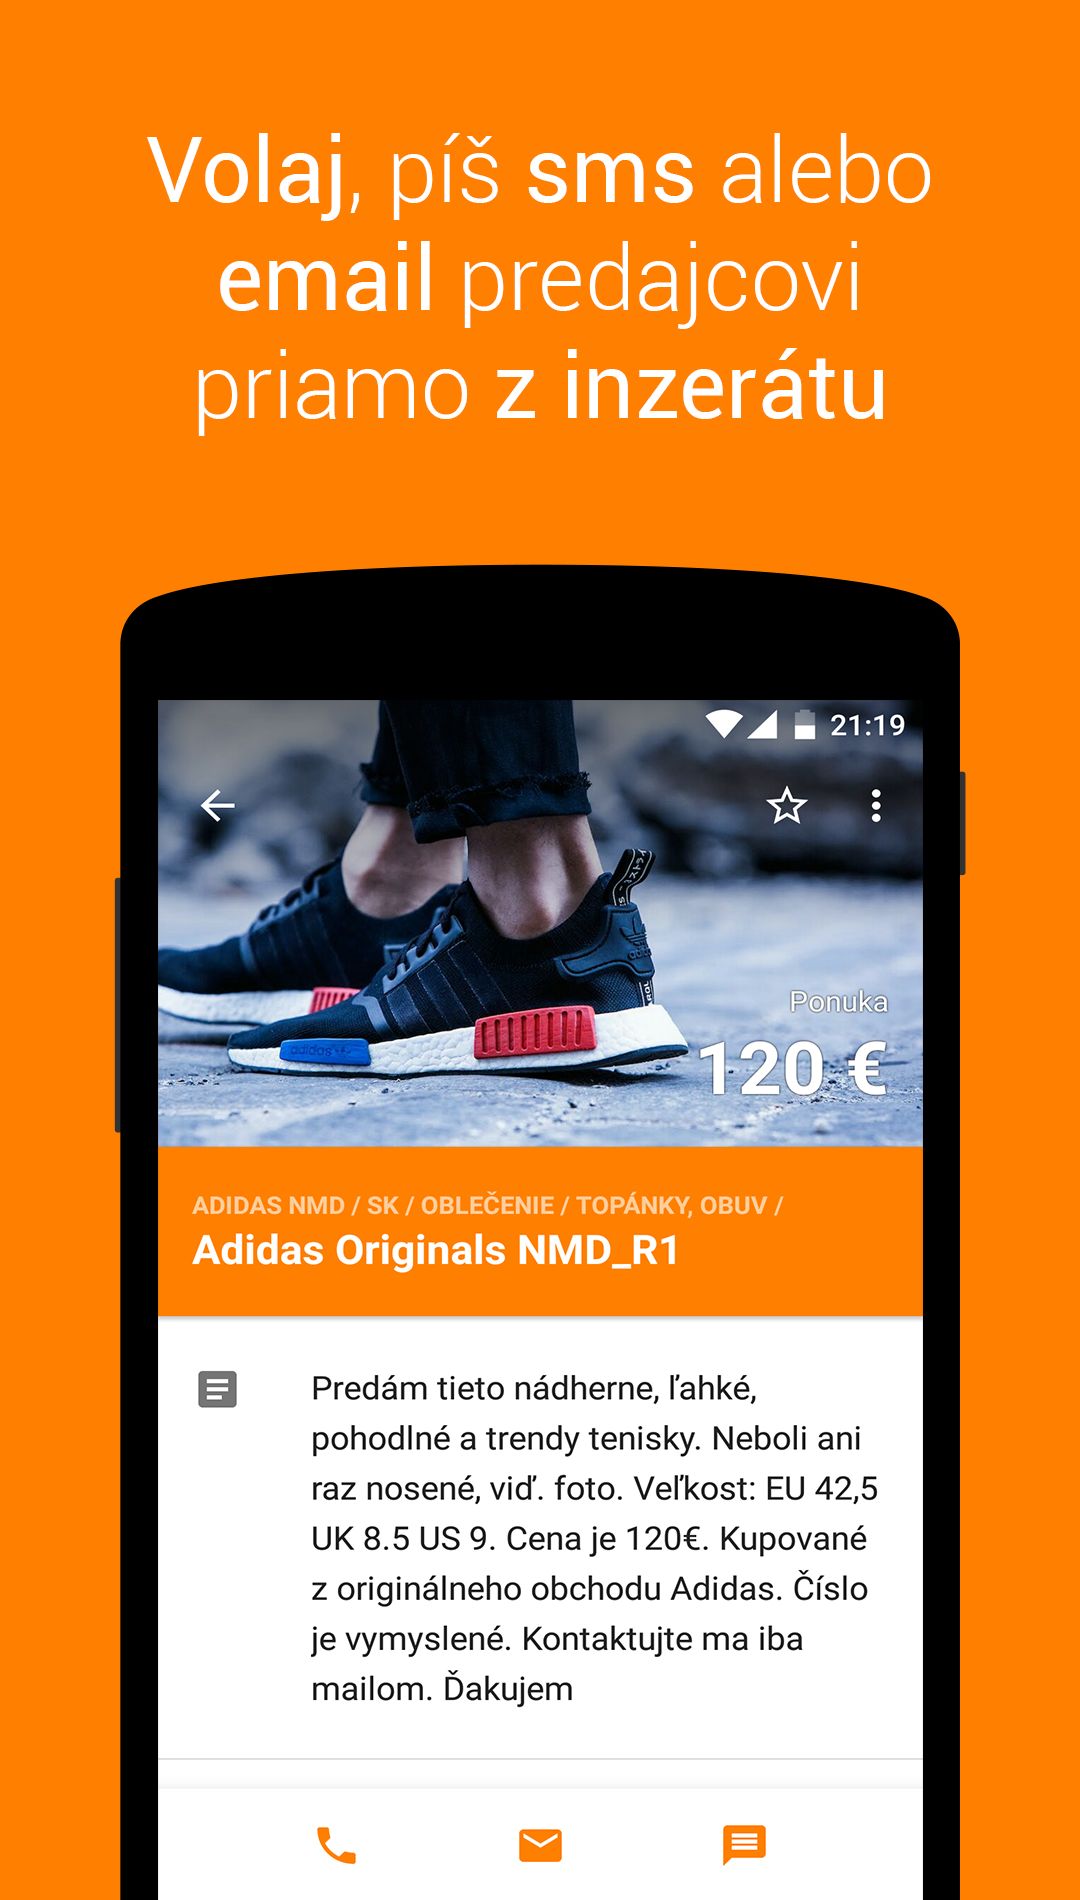 Volaj, píš sms alebo
email predajcovi
priamo z inzerátu
21:19
adidas
Ponuka
120 €
ADIDAS NMD / SK / OBLEČENIE / TOPÁNKY, OBUV /
Adidas Originals NMD_R1
Predám tieto nádherne, ľahké,
pohodlné a trendy tenisky. Neboli ani
raz nosené, viď. foto. Veľkost: EU 42,5
UK 8.5 US 9. Cena je 120€. Kupované
z originálneho obchodu Adidas. Číslo
je vymyslené. Kontaktujte ma iba
mailom. Ďakujem